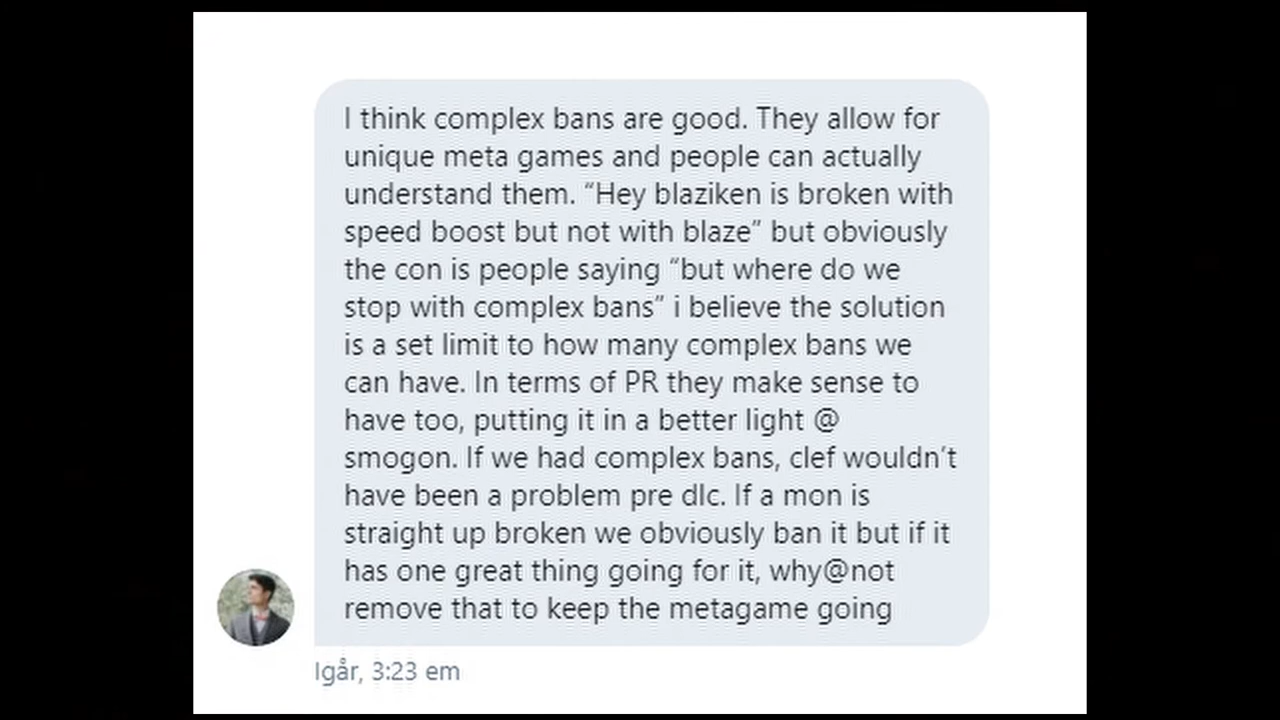 I think complex bans are good. They allow for
unique meta games and people can actually
understand them. “Hey blaziken is broken with
speed boost but not with blaze” but obviously
the con is people saying “but where do we
stop with complex bans” i believe the solution
is a set limit to how many complex bans we
can have. In terms of PR they make sense to
have too, putting it in a better light @
smogon. If we had complex bans, clef wouldn’t
have been a problem pre dlc. If a mon is
straight up broken we obviously ban it but if it
has one great thing going for it, why@not
remove that to keep the metagame going
Igår, 3:23 em